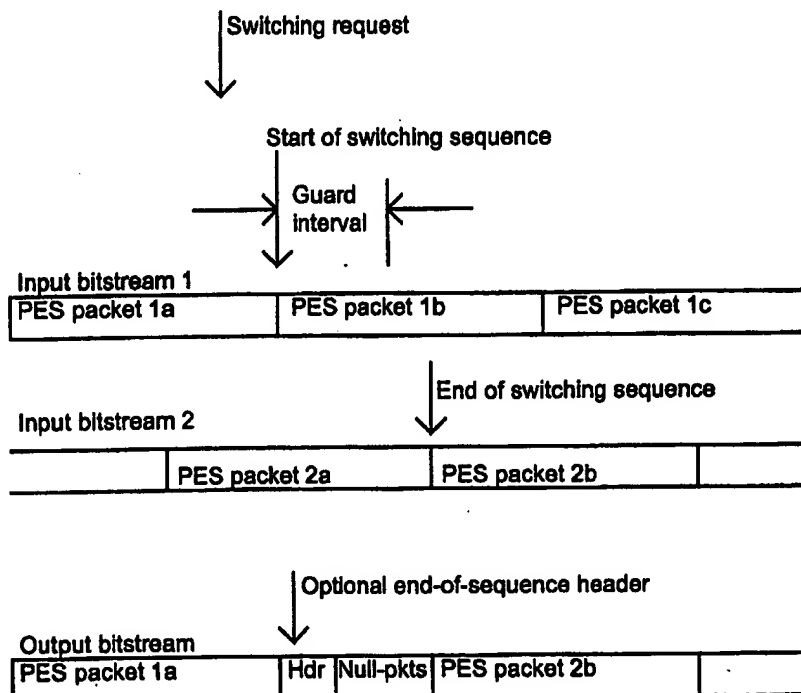 Switching request
Start of switching sequence
Guard
interval
Input bitstream 1
PES packet 1a
PES packet 1b
PES packet 1c
End of switching sequence
Input bitstream 2
PES packet 2a
PES packet 2b
Optional end-of-sequence header
Output bitstream
PES packet 1a
Hdr
Null-pkts
PES packet 2b